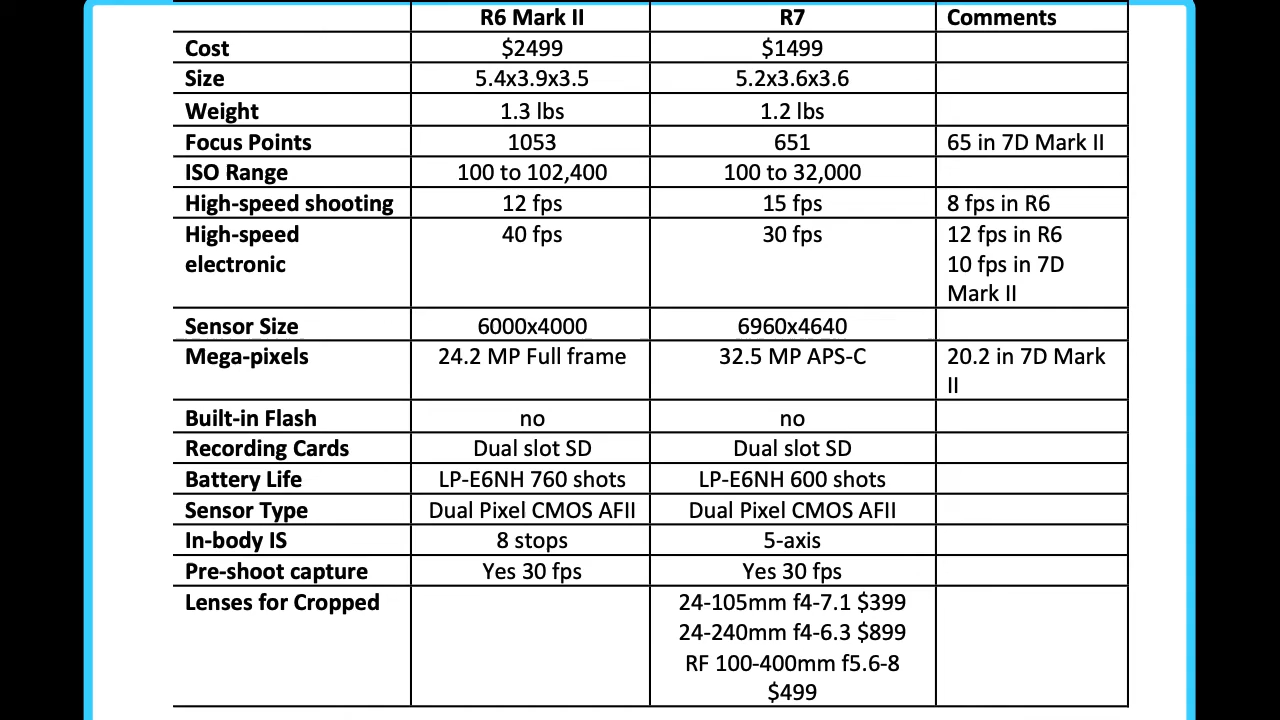 R6 Mark II R7 Comments
Cost $2499 $1499
Size 5.4x3.9x3.5 5.2x3.6x3.6
Weight 1.3 lbs 1.2 lbs
Focus Points 1053 651 65 in 7D Mark II
ISO Range 100 to 102,400 100 to 32,000
High-speed shooting 12 fps 15 fps 8 fps in R6
High-speed 40 fps 30 fps 12 fps in R6
electronic 10 fps in 7D
Mark II
Sensor Size 6000x4000 6960x4640
Mega-pixels 24.2 MP Full frame 32.5 MP APS-C 20.2 in 7D Mark
II
Built-in Flash no no
Recording Cards Dual slot SD Dual slot SD
Battery Life LP-E6NH 760 shots LP-E6NH 600 shots
Sensor Type Dual Pixel CMOS AFII Dual Pixel CMOS AFII
In-body IS 8 stops 5-axis
Pre-shoot capture Yes 30 fps Yes 30 fps
Lenses for Cropped 24-105mm f4-7.1 $399
24-240mm f4-6.3 $899
RF 100-400mm f5.6-8
$499